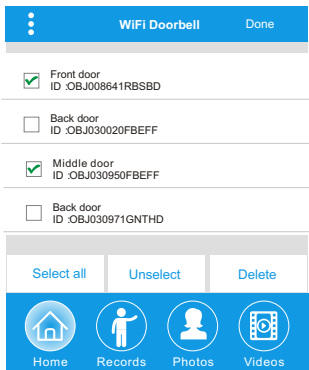 WiFi Doorbell Done
Front door
ID :OBJ008641RBSBD
Back door
ID :OBJ030020FBEFF
Middle door
ID :OBJ030950FBEFF
Back door
ID :OBJ030971GNTHD
Select all Unselect Delete
Home Records Photos Videos